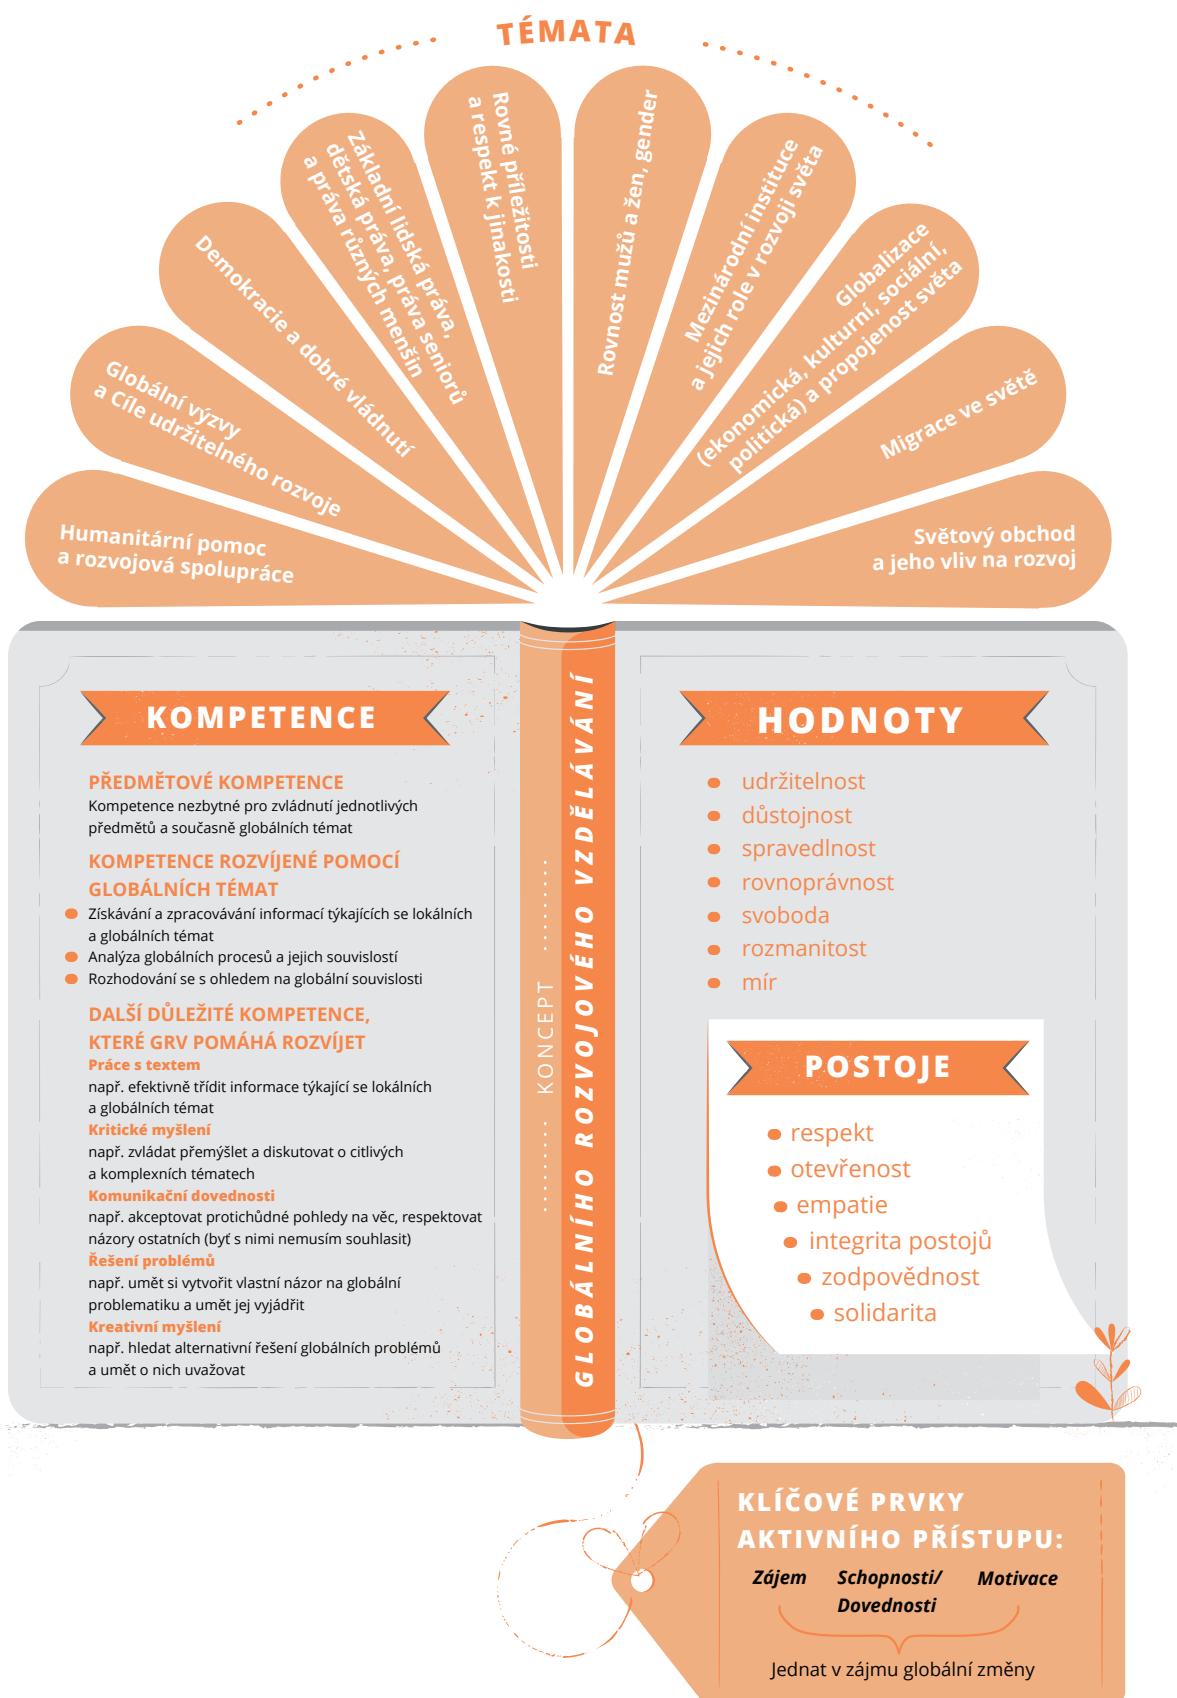 TÉMATA
Humanitární pomoc
a rozvojová spolupráce
Globální výzvy
a Cíle udržitelného rozvoje
Demokracie a dobré vládnutí
Základní lidská práva,
dětská práva, práva seniorů
a práva různých menšin
Rovné příležitosti
a respekt k jinakosti
Rovnost mužů a žen, gender
Mezinárodní instituce
a jejich role v rozvoji světa
Globalizace
(ekonomická, kulturní, sociální,
politická) a propojenost světa
Migrace ve světě
Světový obchod
a jeho vliv na rozvoj
KOMPETENCE
PŘEDMĚTOVÉ KOMPETENCE
Kompetence nezbytné pro zvládnutí jednotlivých
předmětů a současně globálních témat
KOMPETENCE ROZVÍJENÉ POMOCÍ
GLOBÁLNÍCH TÉMAT
Získávání a zpracovávání informací týkajících se lokálních
a globálních témat
Analýza globálních procesů a jejich souvislostí
Rozhodování se s ohledem na globální souvislosti
DALŠÍ DŮLEŽITÉ KOMPETENCE,
KTERÉ GRV POMÁHÁ ROZVÍJET
Práce s textem
např. efektivně třídit informace týkající se lokálních
a globálních témat
Kritické myšlení
např. zvládat přemýšlet a diskutovat o citlivých
a komplexních tématech
Komunikační dovednosti
např. akceptovat protichůdné pohledy na věc, respektovat
názory ostatních (byť s nimi nemusím souhlasit)
Řešení problémů
např. umět si vytvořit vlastní názor na globální
problematiku a umět jej vyjádřit
Kreativní myšlení
např. hledat alternativní řešení globálních problémů
a umět o nich uvažovat
KONCEPT
GLOBÁLNÍHO ROZVOJOVÉHO VZDĚLÁVÁNÍ
HODNOTY
udržitelnost
důstojnost
spravedlnost
rovnoprávnost
svoboda
rozmanitost
mír
POSTOJE
respekt
otevřenost
empatie
integrita postojů
zodpovědnost
solidarita
KLÍČOVÉ PRVKY
AKTIVNÍHO PŘÍSTUPU:
Zájem Schopnosti/ Motivace
Dovednosti
Jednat v zájmu globální změny